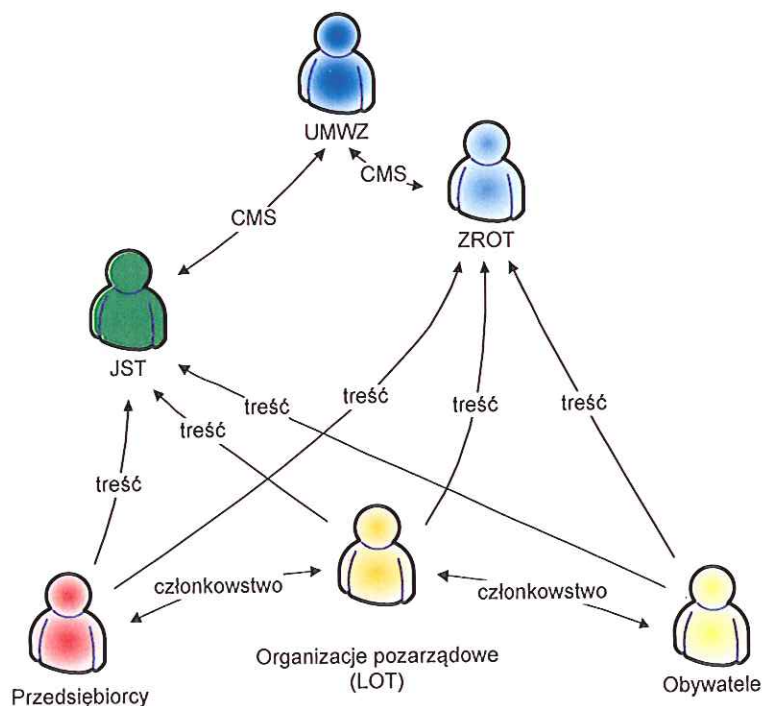 UMWZ
CMS
ZROT
CMS
JST
treść
treść
treść
treść
treść
treść
członkowstwo
członkowstwo
Organizacje pozarządowe
(LOT)
Przedsiębiorcy
Obywatele